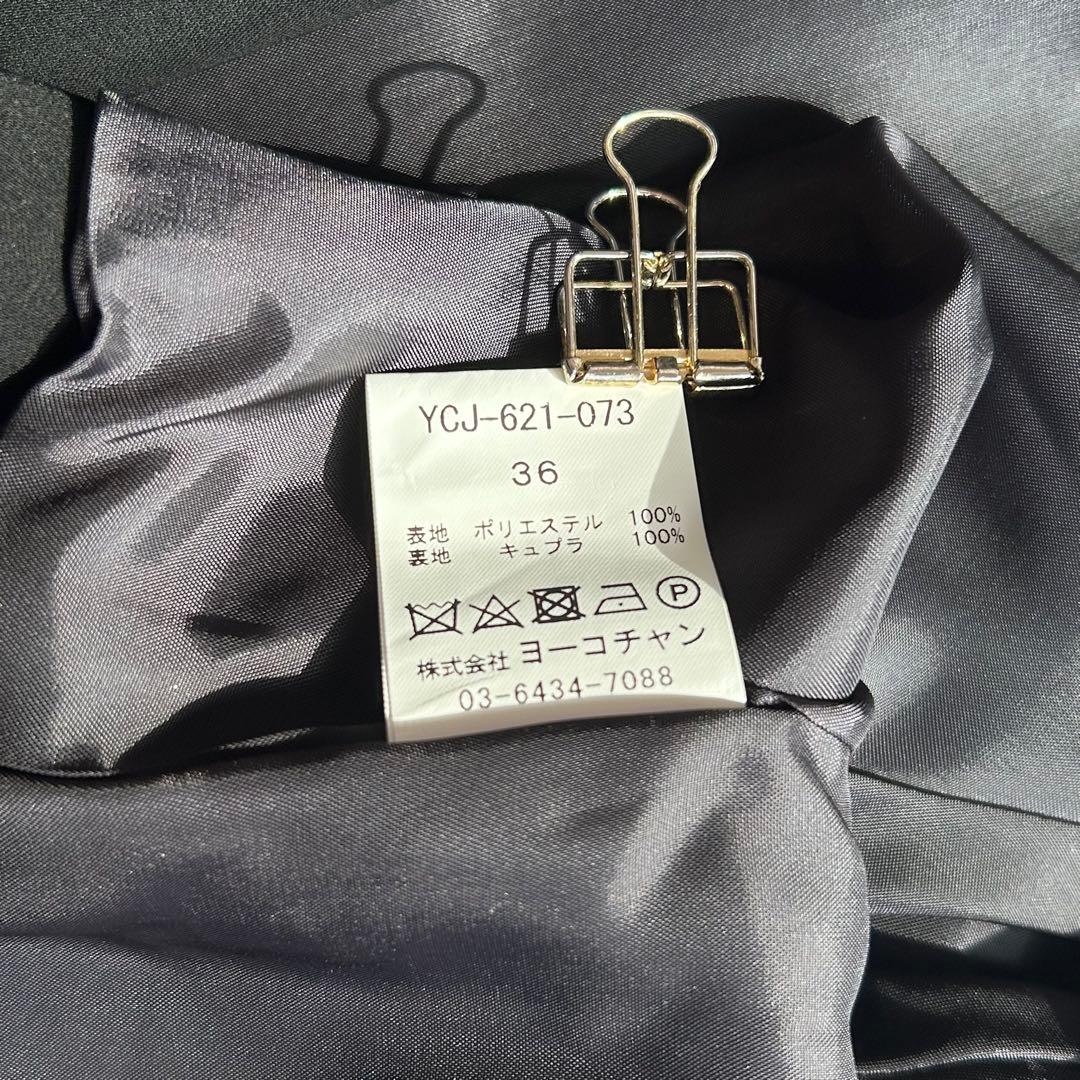 YCJ-621-073
36
表地 ポリエステル 100%
裏地 キュプラ 100%
P
株式会社 ヨーコチャン
03-6434-7088